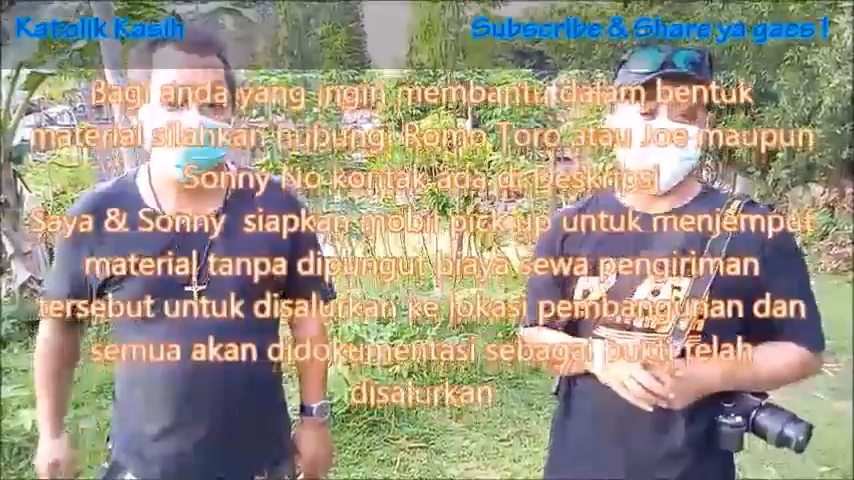 Katolik Kasih
Subscribe & Share ya gaes !
Bagi anda yang ingin membantu dalam bentuk
material silahkan hubungi Romo Toro atau Joe maupun
Sonny No kontak ada di Deskripsi
Saya & Sonny siapkan mobil pick up untuk menjemput
material tanpa dipungut biaya sewa pengiriman
tersebut untuk disalurkan ke lokasi pembangunan dan
semua akan didokumentasi sebagai bukti telah
disalurkan